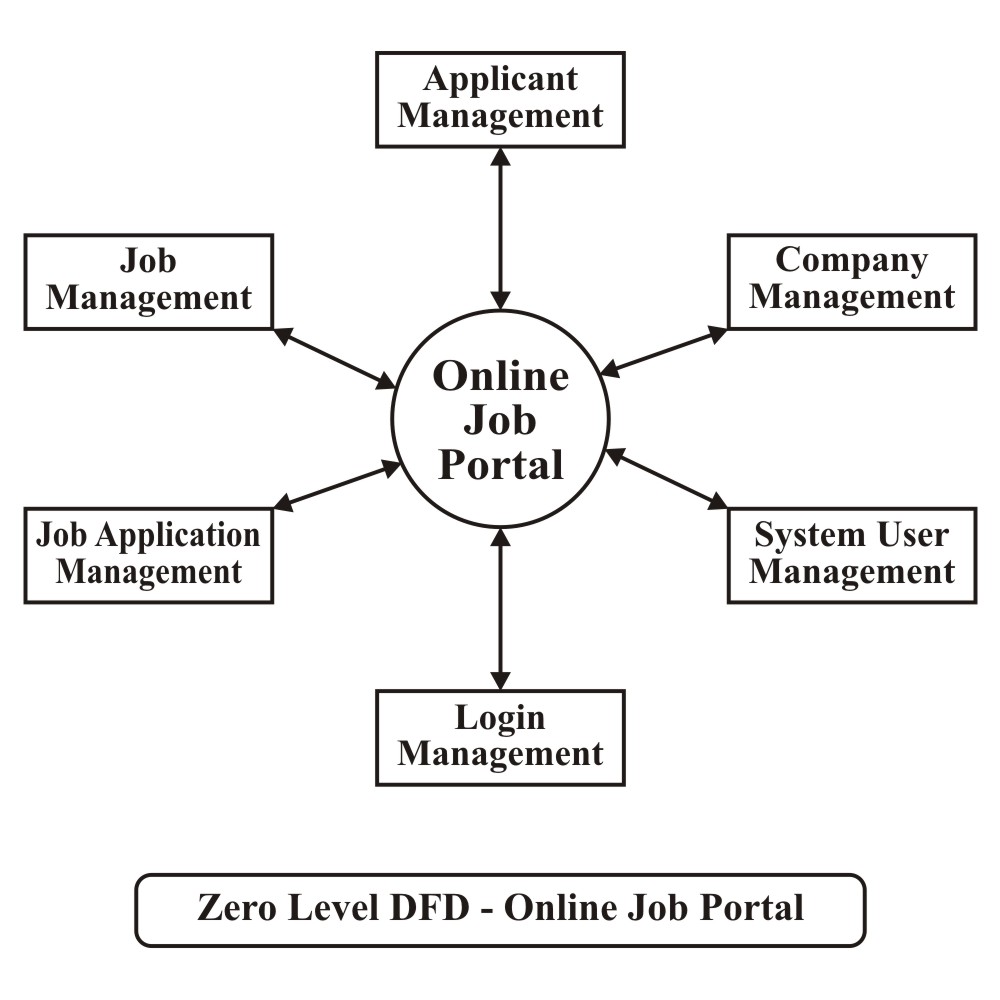 Applicant
Management
Job
Management
Company
Management
Online
Job
Portal
Job Application
Management
System User
Management
Login
Management
Zero Level DFD - Online Job Portal